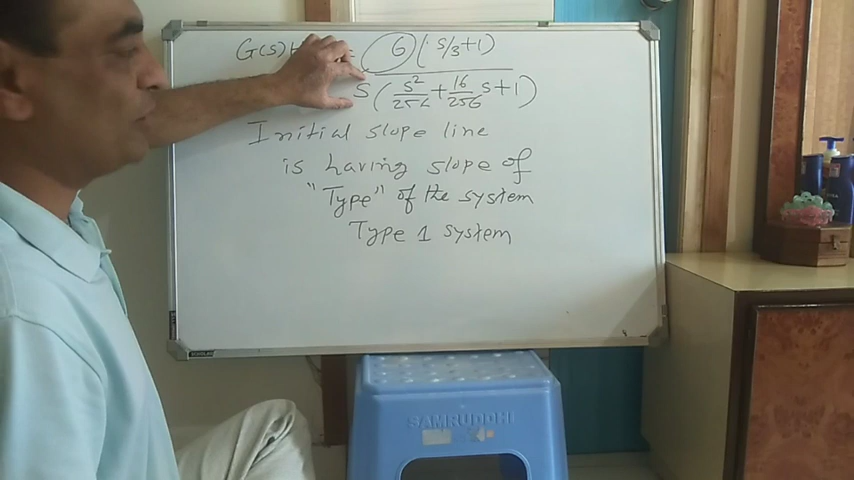 G(s) = 6 (s/3+1)
s ( s²/256 + 16/256 s + 1 )
Initial slope line
is having slope of
"Type" of the system
Type 1 system
SAMRUDDHI